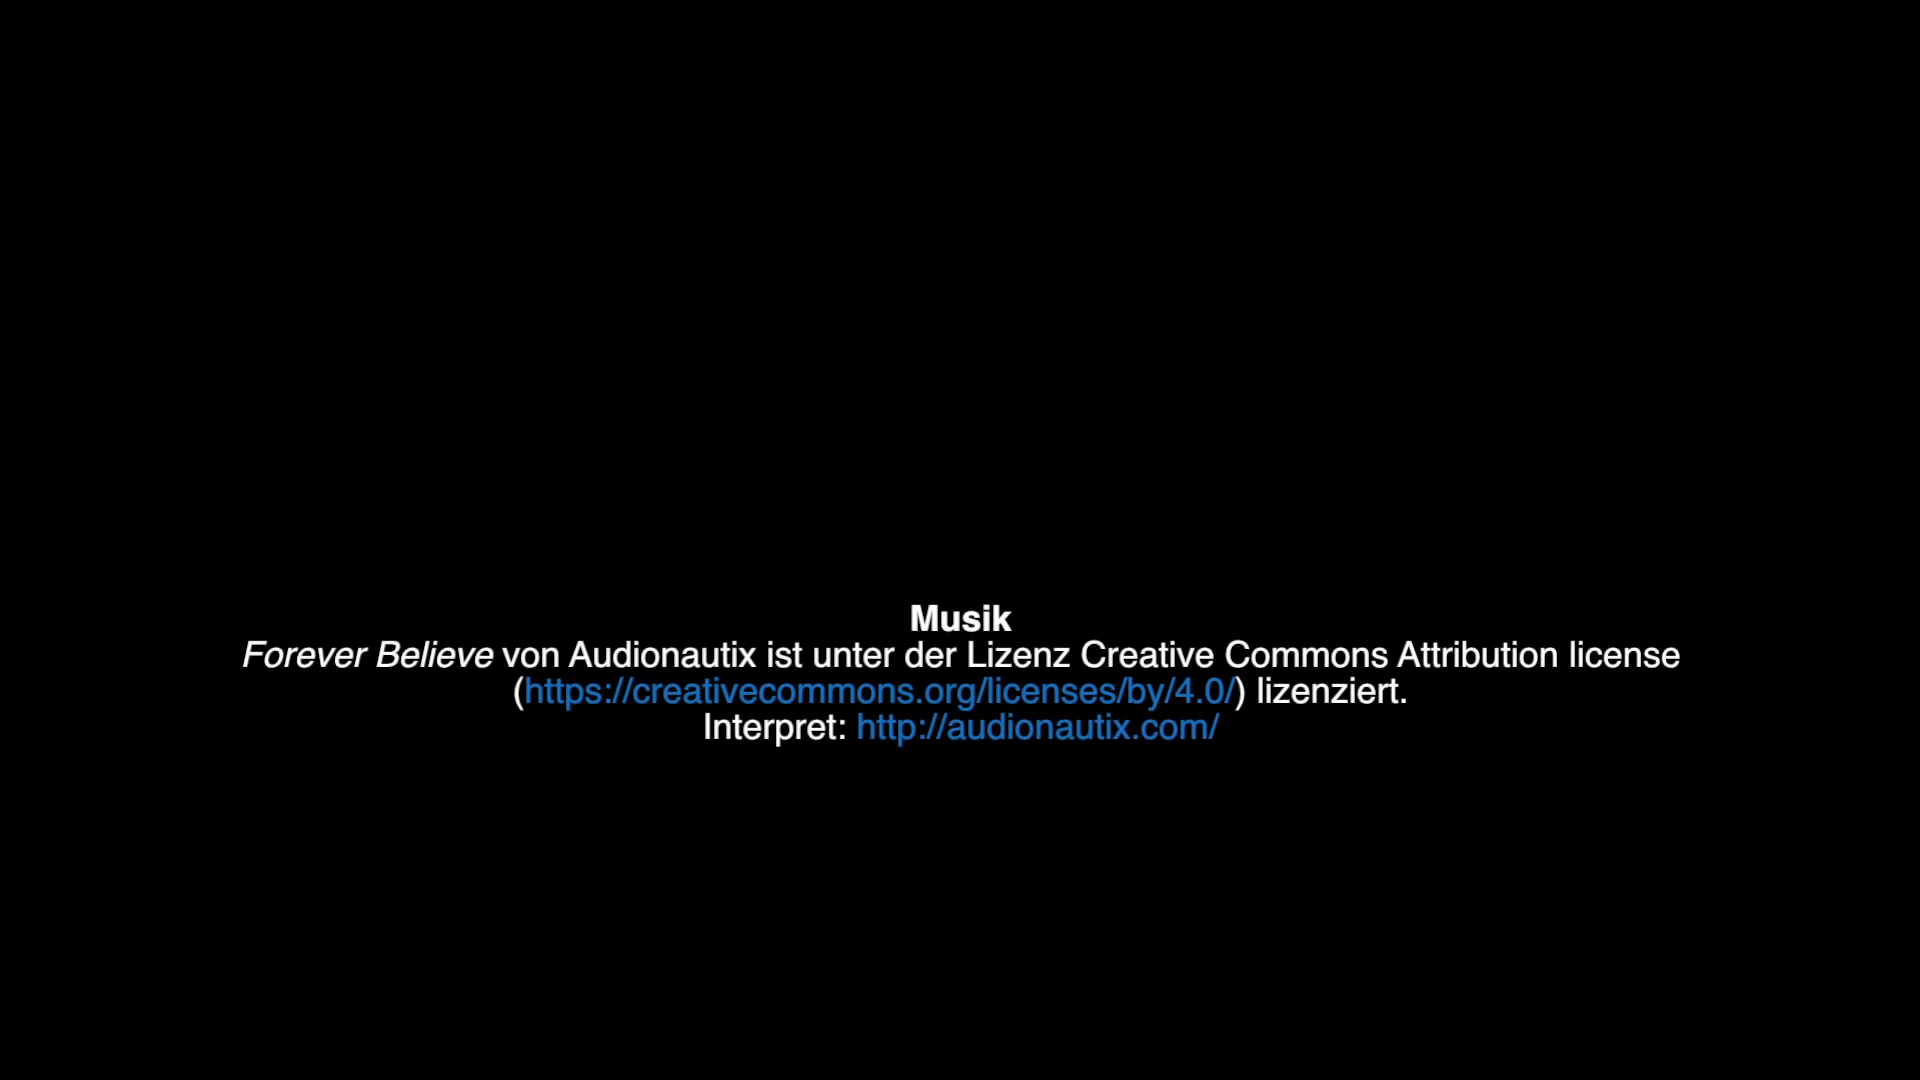 Musik
Forever Believe von Audionautix ist unter der Lizenz Creative Commons Attribution license
(https://creativecommons.org/licenses/by/4.0/) lizenziert.
Interpret: http://audionautix.com/